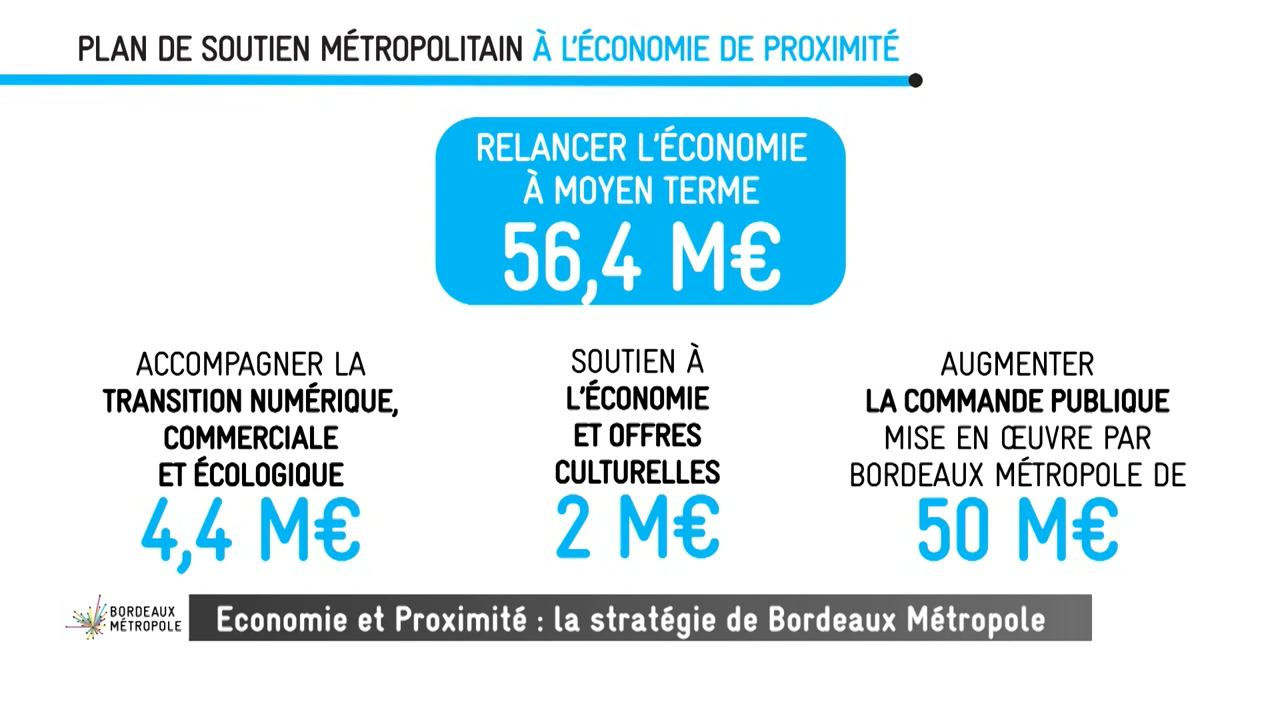 PLAN DE SOUTIEN MÉTROPOLITAIN À L'ÉCONOMIE DE PROXIMITÉ
RELANCER L'ÉCONOMIE
À MOYEN TERME
56,4 M€
ACCOMPAGNER LA
TRANSITION NUMÉRIQUE,
COMMERCIALE
ET ÉCOLOGIQUE
4,4 M€
SOUTIEN À
L'ÉCONOMIE
ET OFFRES
CULTURELLES
2 M€
AUGMENTER
LA COMMANDE PUBLIQUE
MISE EN ŒUVRE PAR
BORDEAUX MÉTROPOLE DE
50 M€
BORDEAUX
MÉTROPOLE
Economie et Proximité : la stratégie de Bordeaux Métropole